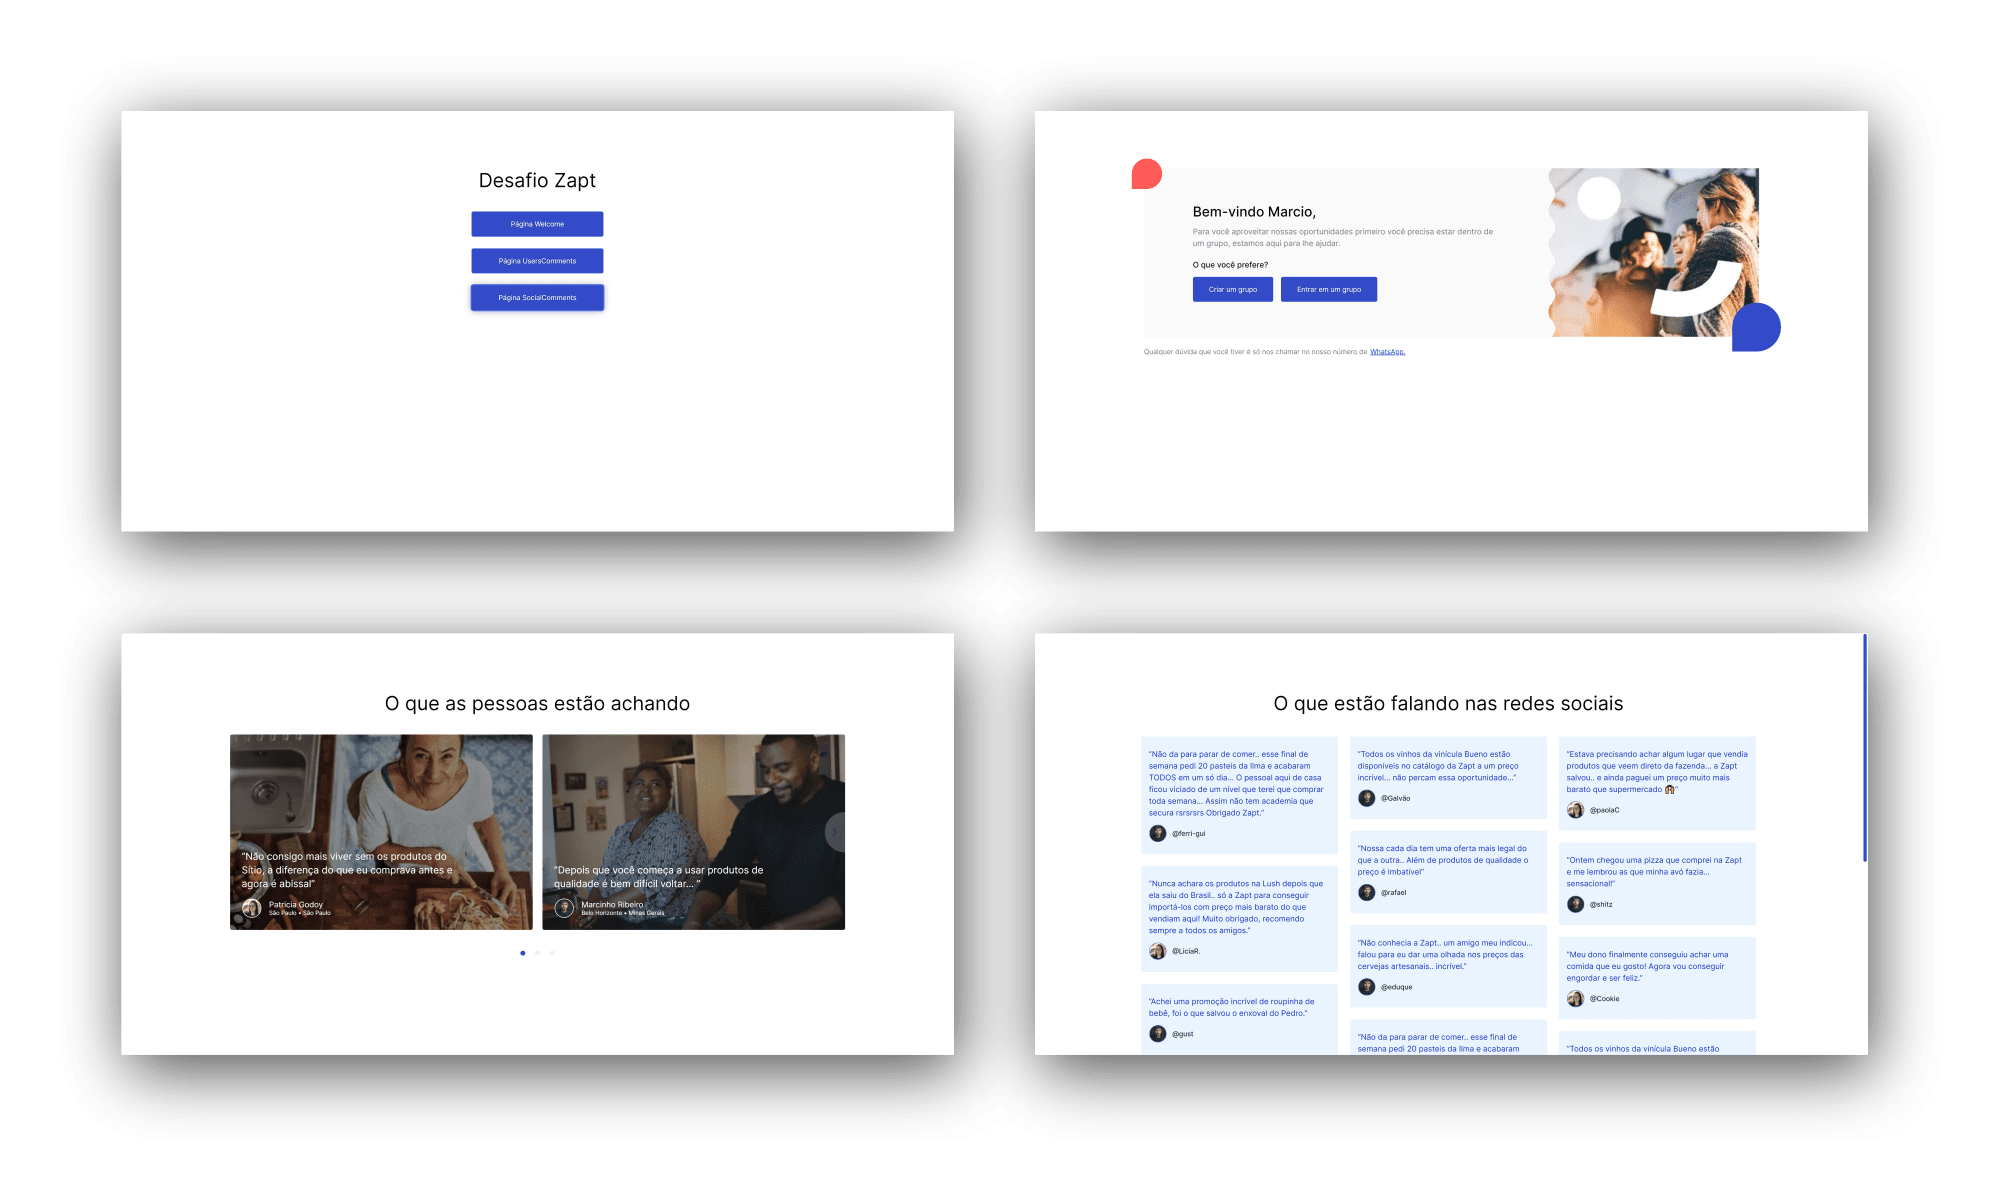 Desafio Zapt
Página Welcome
Página UsersComments
Página SocialComments
Bem-vindo Marcio,
Para você aproveitar nossas oportunidades primeiro você precisa estar dentro de
um grupo, estamos aqui para lhe ajudar.
O que você prefere?
Criar um grupo
Entrar em um grupo
Qualquer dúvida que você tiver é só nos chamar no nosso número de WhatsApp.
O que as pessoas estão achando
“Não consigo mais viver sem os produtos do
Sítio, a diferença do que eu comprava antes e
agora é abissal”
Patricia Godoy
São Paulo • São Paulo
“Depois que você começa a usar produtos de
qualidade é bem difícil voltar... ”
Marcinho Ribeiro
Belo Horizonte • Minas Gerais
O que estão falando nas redes sociais
“Não da para parar de comer.. esse final de
semana pedi 20 pasteis da Ilma e acabaram
TODOS em um só dia... O pessoal aqui de casa
ficou viciado de um nível que terei que comprar
toda semana... Assim não tem academia que
secura rsrsrsrs Obrigado Zapt.”
@ferri-gui
“Nunca achara os produtos na Lush depois que
ela saiu do Brasil.. só a Zapt para conseguir
importá-los com preço mais barato do que
vendiam aqui! Muito obrigado, recomendo
sempre a todos os amigos.”
@LiciaR.
“Achei uma promoção incrível de roupinha de
bebê, foi o que salvou o enxoval do Pedro.”
@gust
“Todos os vinhos da vinícula Bueno estão
disponíveis no catálogo da Zapt a um preço
incrível... não percam essa oportunidade...”
@Galvão
“Nossa cada dia tem uma oferta mais legal do
que a outra.. Além de produtos de qualidade o
preço é imbatível”
@rafael
“Não conhecia a Zapt.. um amigo meu indicou...
falou para eu dar uma olhada nos preços das
cervejas artesanais.. incrível.”
@eduque
“Não da para parar de comer.. esse final de
semana pedi 20 pasteis da Ilma e acabaram
“Estava precisando achar algum lugar que vendia
produtos que veem direto da fazenda... a Zapt
salvou.. e ainda paguei um preço muito mais
barato que supermercado 🙌”
@paolaC
“Ontem chegou uma pizza que comprei na Zapt
e me lembrou as que minha avó fazia...
sensacional!”
@shitz
“Meu dono finalmente conseguiu achar uma
comida que eu gosto! Agora vou conseguir
engordar e ser feliz.”
@Cookie
“Todos os vinhos da vinícula Bueno estão